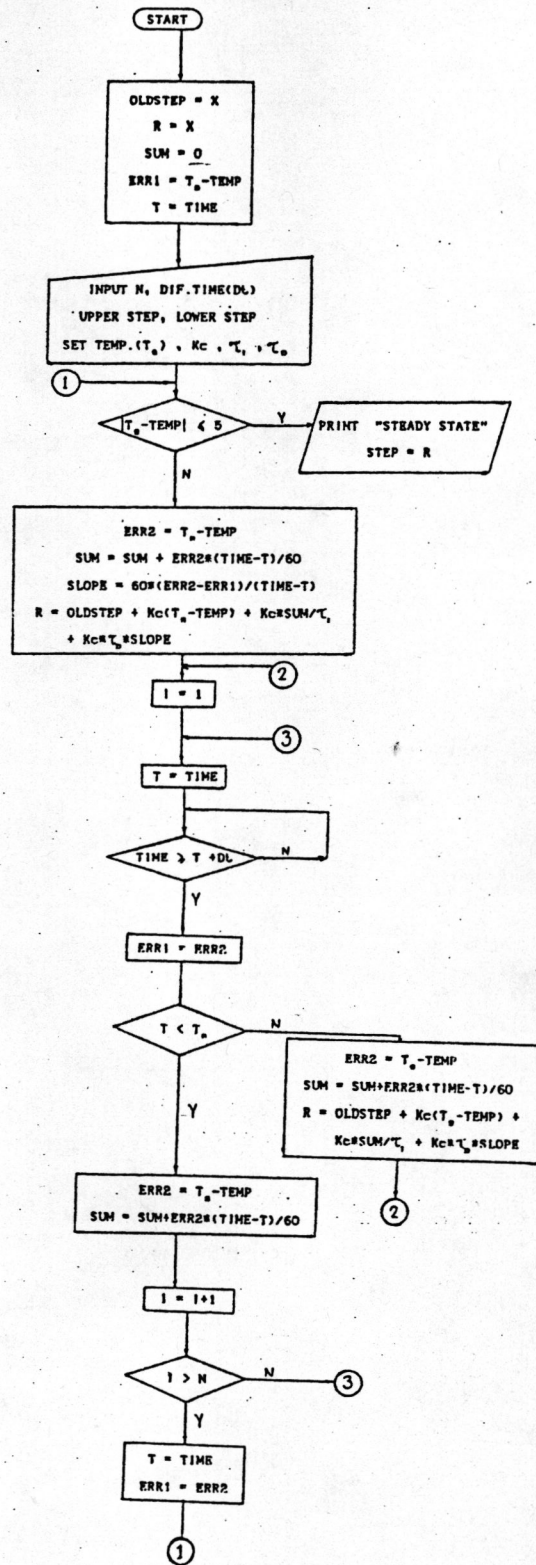 START
OLDSTEP = X
R = X
SUM = 0
ERR1 = Tₛ-TEMP
T = TIME
INPUT N, DIF.TIME(Dt)
UPPER STEP, LOWER STEP
SET TEMP.(Tₛ) , Kc , τᵢ , τD
1
|Tₛ-TEMP| ≤ 5
Y
PRINT "STEADY STATE"
STEP = R
N
ERR2 = Tₛ-TEMP
SUM = SUM + ERR2*(TIME-T)/60
SLOPE = 60*(ERR2-ERR1)/(TIME-T)
R = OLDSTEP + Kc(Tₛ-TEMP) + Kc*SUM/τᵢ
+ Kc*τD*SLOPE
2
I = 1
3
T = TIME
TIME ≥ T +Dt
N
Y
ERR1 = ERR2
T < Tₛ
N
ERR2 = Tₛ-TEMP
SUM = SUM+ERR2*(TIME-T)/60
R = OLDSTEP + Kc(Tₛ-TEMP) +
Kc*SUM/τᵢ + Kc*τD*SLOPE
2
Y
ERR2 = Tₛ-TEMP
SUM = SUM+ERR2*(TIME-T)/60
I = I+1
I > N
N
3
Y
T = TIME
ERR1 = ERR2
1